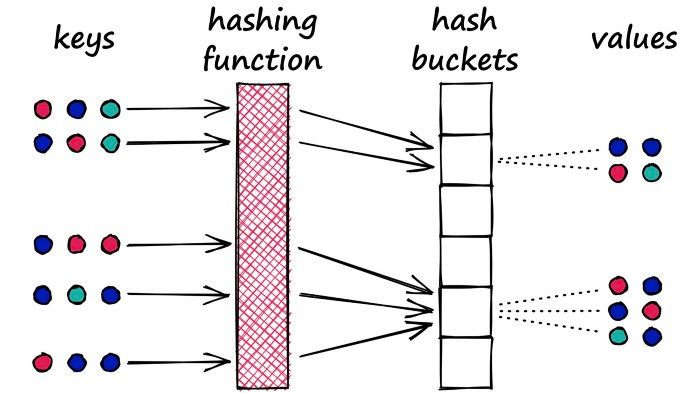 keys
hashing
function
hash
buckets
values